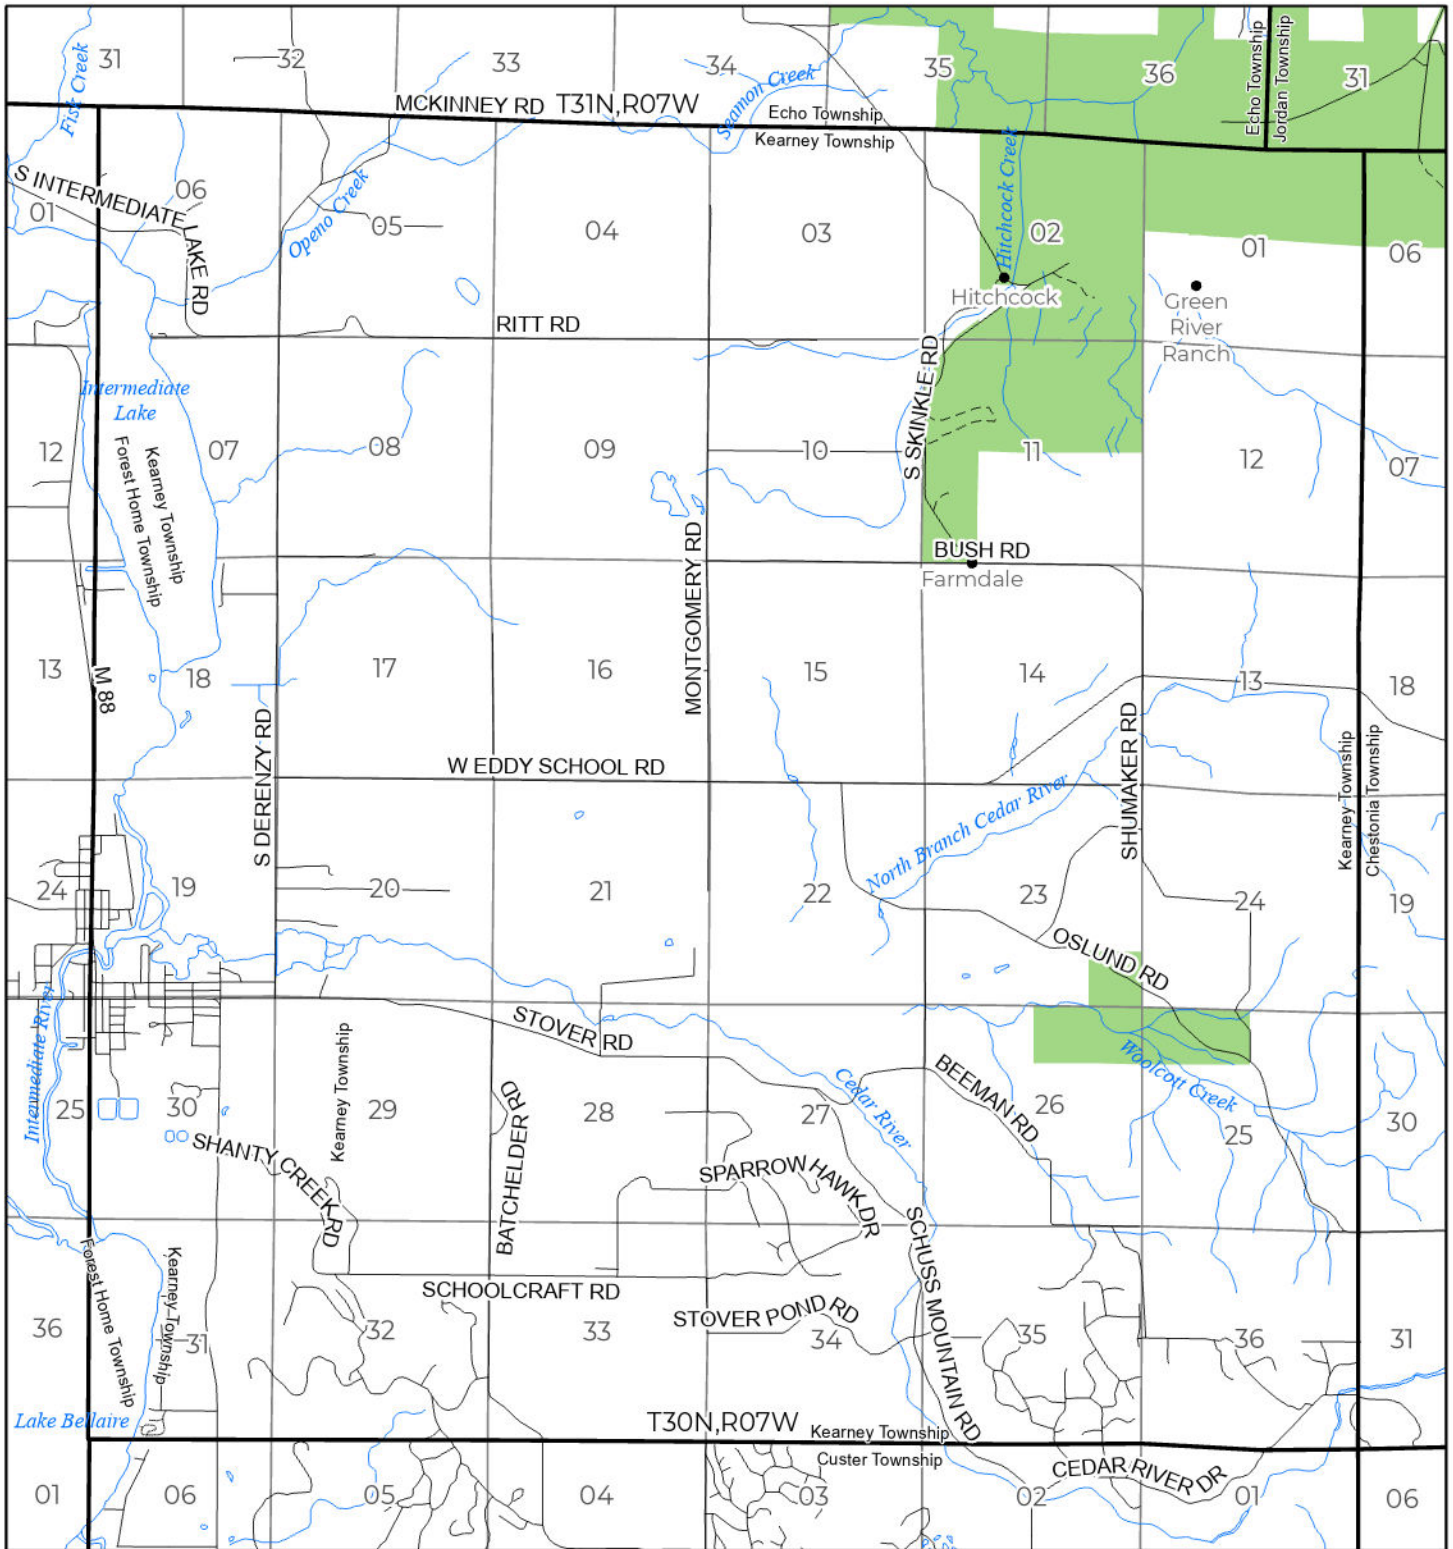 31
32
33
34
35
36
31
Fisk Creek
Seamon Creek
Echo Township
Jordan Township
MCKINNEY RD
T31N,R07W
Echo Township
Kearney Township
S INTERMEDIATE LAKE RD
01
06
Openo Creek
05
04
03
Hitchcock Creek
02
01
06
Hitchcock
Green
River
Ranch
RITT RD
S SKINKLE RD
Intermediate
Lake
12
Kearney Township
Forest Home Township
07
08
09
10
11
12
07
MONTGOMERY RD
BUSH RD
Farmdale
13
M 88
18
17
16
15
14
13
18
S DERENZY RD
W EDDY SCHOOL RD
SHUMAKER RD
North Branch Cedar River
Kearney Township
Chestonia Township
24
19
20
21
22
23
24
19
OSLUND RD
Intermediate River
STOVER RD
Kearney Township
Cedar River
BEEMAN RD
Woolcott Creek
25
30
29
28
27
26
25
30
SHANTY CREEK RD
BATCHELDER RD
SPARROW HAWK DR
SCHUSS MOUNTAIN RD
Forest Home Township
Kearney Township
SCHOOLCRAFT RD
STOVER POND RD
36
31
32
33
34
35
36
31
Lake Bellaire
T30N,R07W
Kearney Township
Custer Township
CEDAR RIVER DR
01
06
05
04
03
02
01
06